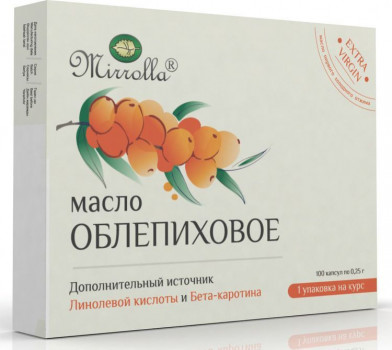 Mirrolla®
EXTRA
VIRGIN
масло
ОБЛЕПИХОВОЕ
Дополнительный источник
Линолевой кислоты и Бета-каротина
100 капсул по 0,25 г
1 упаковка на курс